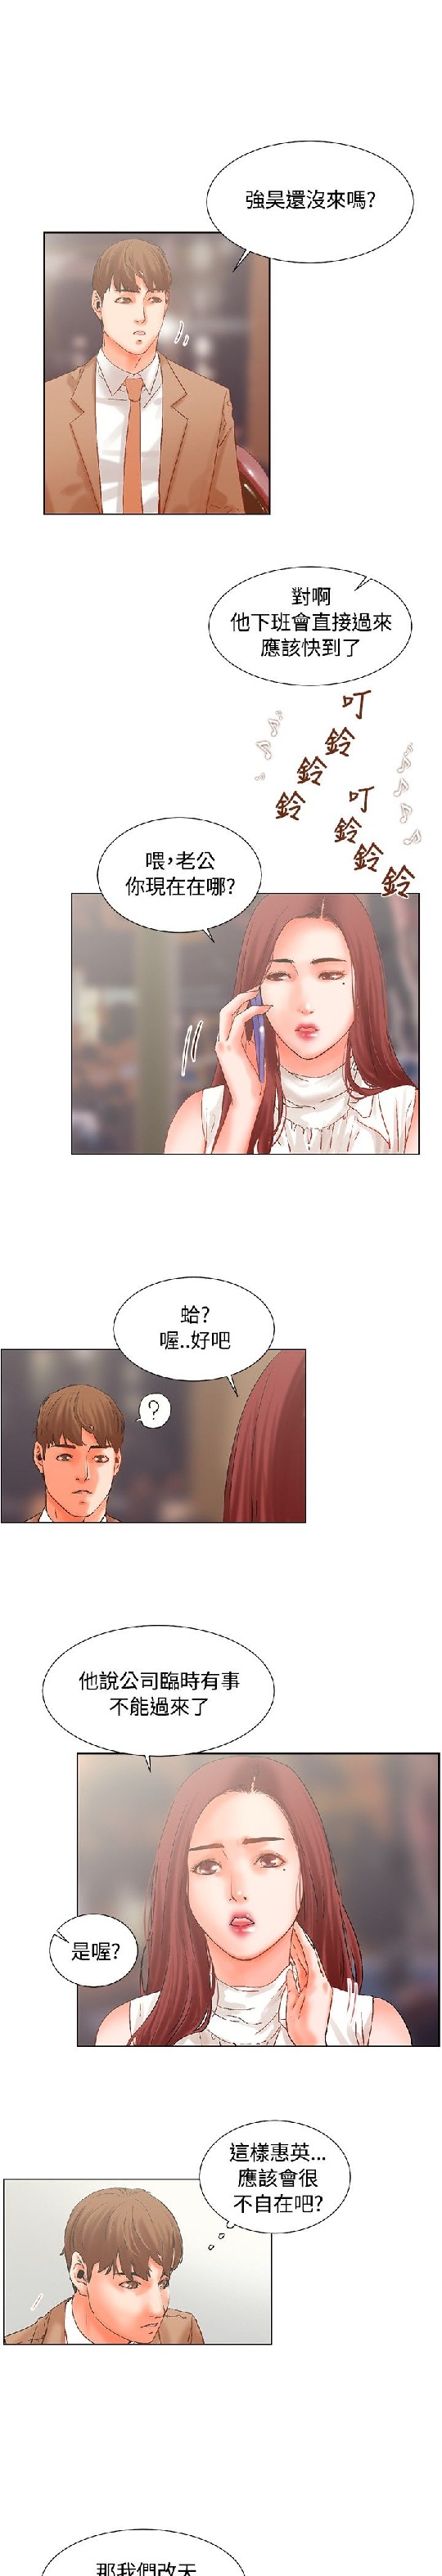 強昊還沒來嗎?
對啊
他下班會直接過來
應該快到了
叮鈴鈴鈴
叮鈴鈴鈴
喂,老公
你現在在哪?
蛤?
喔..好吧
?
他說公司臨時有事
不能過來了
是喔?
這樣惠英...
應該會很
不自在吧?
那我們改天